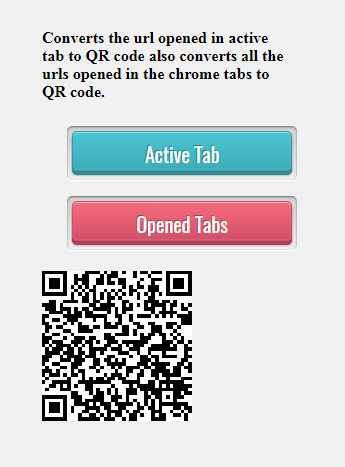 Converts the url opened in active
tab to QR code also converts all the
urls opened in the chrome tabs to
QR code.
Active Tab
Opened Tabs